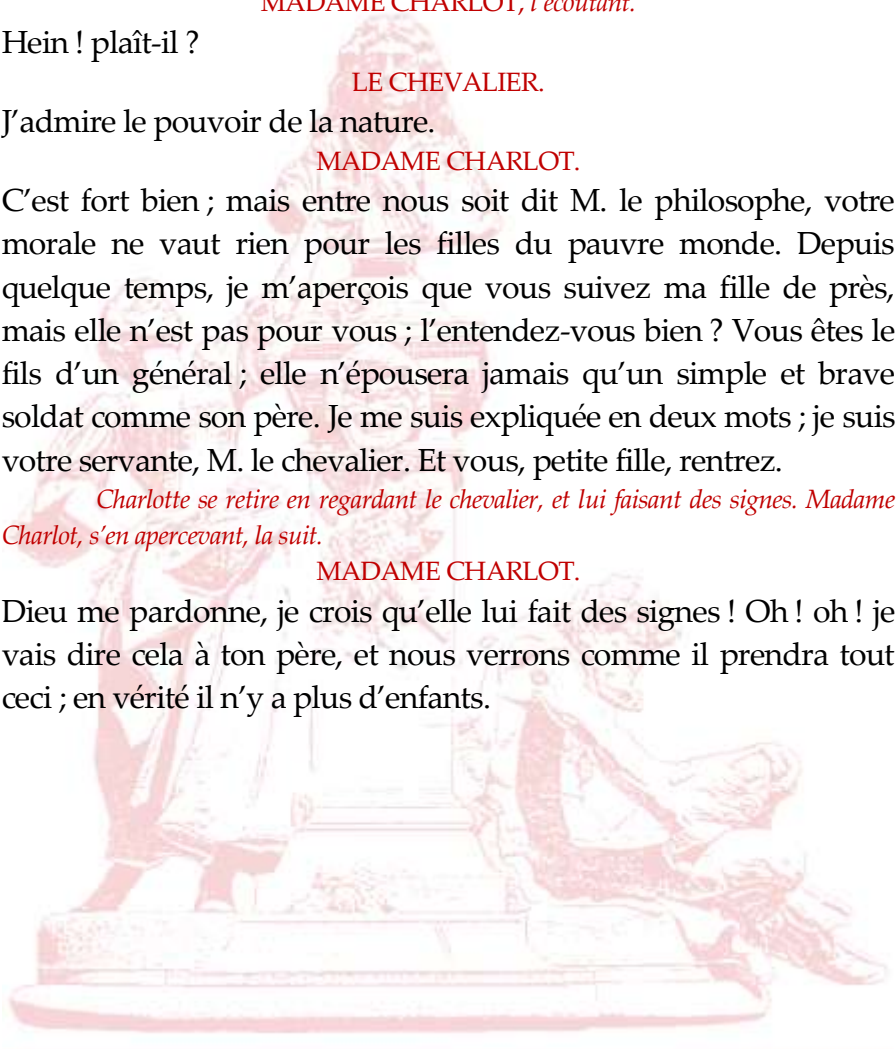 MADAME CHARLOT, l’écoutant.
Hein ! plaît-il ?
LE CHEVALIER.
J’admire le pouvoir de la nature.
MADAME CHARLOT.
C’est fort bien ; mais entre nous soit dit M. le philosophe, votre
morale ne vaut rien pour les filles du pauvre monde. Depuis
quelque temps, je m’aperçois que vous suivez ma fille de près,
mais elle n’est pas pour vous ; l’entendez-vous bien ? Vous êtes le
fils d’un général ; elle n’épousera jamais qu’un simple et brave
soldat comme son père. Je me suis expliquée en deux mots ; je suis
votre servante, M. le chevalier. Et vous, petite fille, rentrez.
Charlotte se retire en regardant le chevalier, et lui faisant des signes. Madame
Charlot, s’en apercevant, la suit.
MADAME CHARLOT.
Dieu me pardonne, je crois qu’elle lui fait des signes ! Oh ! oh ! je
vais dire cela à ton père, et nous verrons comme il prendra tout
ceci ; en vérité il n’y a plus d’enfants.